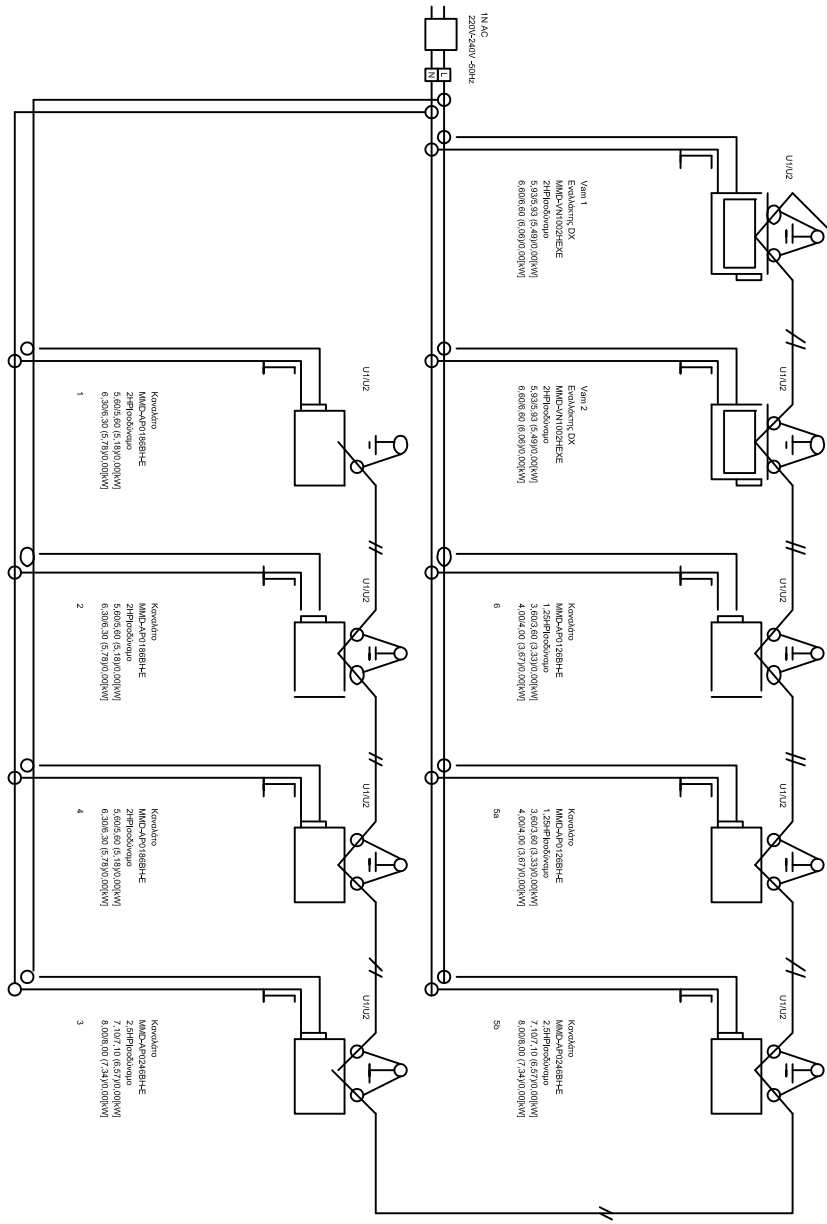 1N AC
220V-240V -50Hz
L
N
U1/U2
Vam 1
Εναλλάκτης DX
MMD-VN1002HEXE
2HPΙσοδύναμο
5,93/5,93 (5,49)/0,00[kW]
6,60/6,60 (6,06)/0,00[kW]
U1/U2
Vam 2
Εναλλάκτης DX
MMD-VN1002HEXE
2HPΙσοδύναμο
5,93/5,93 (5,49)/0,00[kW]
6,60/6,60 (6,06)/0,00[kW]
U1/U2
Καναλάτο
MMD-AP0126BH-E
1,25HPΙσοδύναμο
3,60/3,60 (3,33)/0,00[kW]
4,00/4,00 (3,67)/0,00[kW]
6
U1/U2
Καναλάτο
MMD-AP0126BH-E
1,25HPΙσοδύναμο
3,60/3,60 (3,33)/0,00[kW]
4,00/4,00 (3,67)/0,00[kW]
5a
U1/U2
Καναλάτο
MMD-AP0246BH-E
2,5HPΙσοδύναμο
7,10/7,10 (6,57)/0,00[kW]
8,00/8,00 (7,34)/0,00[kW]
5b
U1/U2
Καναλάτο
MMD-AP0186BH-E
2HPΙσοδύναμο
5,60/5,60 (5,18)/0,00[kW]
6,30/6,30 (5,78)/0,00[kW]
1
U1/U2
Καναλάτο
MMD-AP0186BH-E
2HPΙσοδύναμο
5,60/5,60 (5,18)/0,00[kW]
6,30/6,30 (5,78)/0,00[kW]
2
U1/U2
Καναλάτο
MMD-AP0186BH-E
2HPΙσοδύναμο
5,60/5,60 (5,18)/0,00[kW]
6,30/6,30 (5,78)/0,00[kW]
4
U1/U2
Καναλάτο
MMD-AP0246BH-E
2,5HPΙσοδύναμο
7,10/7,10 (6,57)/0,00[kW]
8,00/8,00 (7,34)/0,00[kW]
3